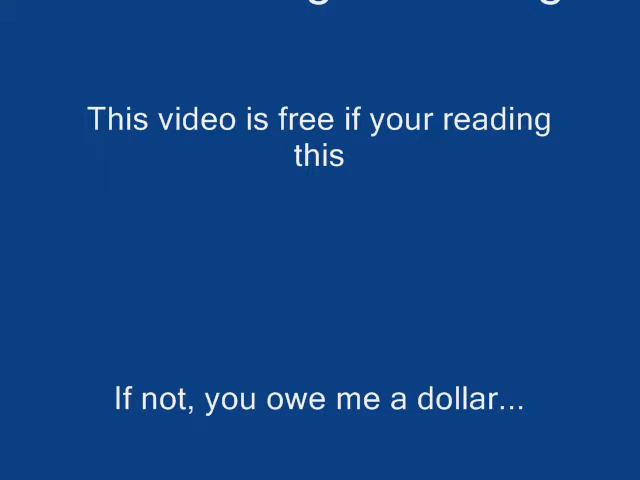 This video is free if your reading
this
If not, you owe me a dollar...